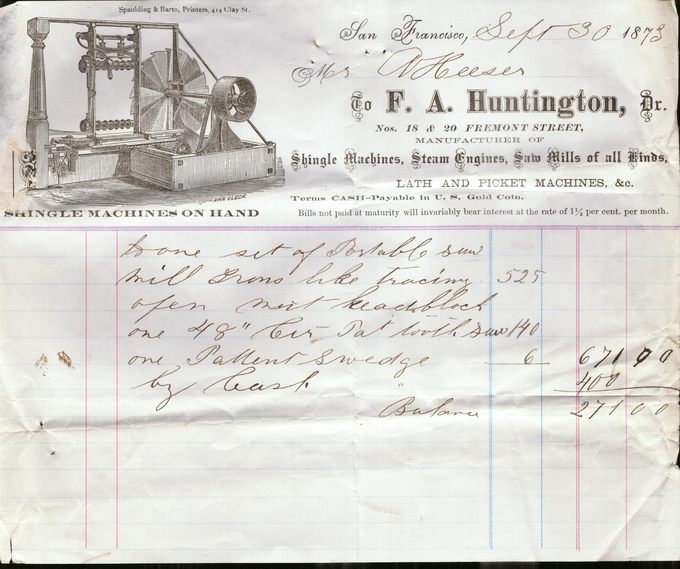 Spaulding & Barto, Printers, 414 Clay St.
San Francisco, Sept 30 1873
Mr A Heeser
To F. A. Huntington, Dr.
Nos. 18 & 20 FREMONT STREET,
MANUFACTURER OF
Shingle Machines, Steam Engines, Saw Mills of all Kinds,
LATH AND PICKET MACHINES, &c.
Terms CASH–Payable in U. S. Gold Coin.
Bills not paid at maturity will invariably bear interest at the rate of 1¼ per cent. per month.
VAN VLECK
SHINGLE MACHINES ON HAND
to one set of Portable saw
mill Irons like tracing 525
open head block
one 48" Cir Pat tooth saw 140
one Pattent Swedge 6 671 00
by Cash 400
Balance 271 00